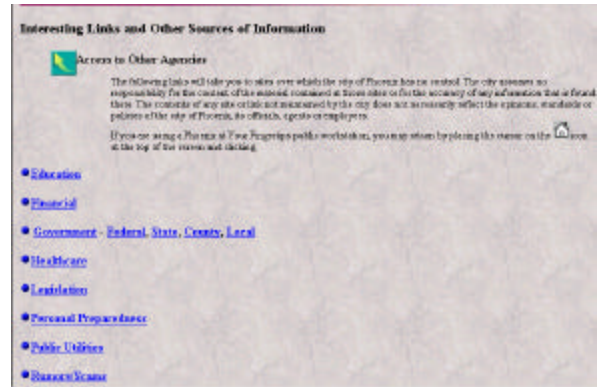 Interesting Links and Other Sources of Information
Access to Other Agencies
The following links will take you to sites over which the city of Phoenix has no control. The city assumes no
responsibility for the content of the material contained at those sites or for the accuracy of any information that is found
there. The contents of any site or link not maintained by the city does not necessarily reflect the opinions, standards or
policies of the city of Phoenix, its officials, agents or employees.
If you are using a Phoenix at Your Fingertips public workstation, you may return by placing the cursor on the icon
at the top of the screen and clicking.
Education
Financial
Government - Federal, State, County, Local
Healthcare
Legislation
Personal Preparedness
Public Utilities
Rumors/Scams